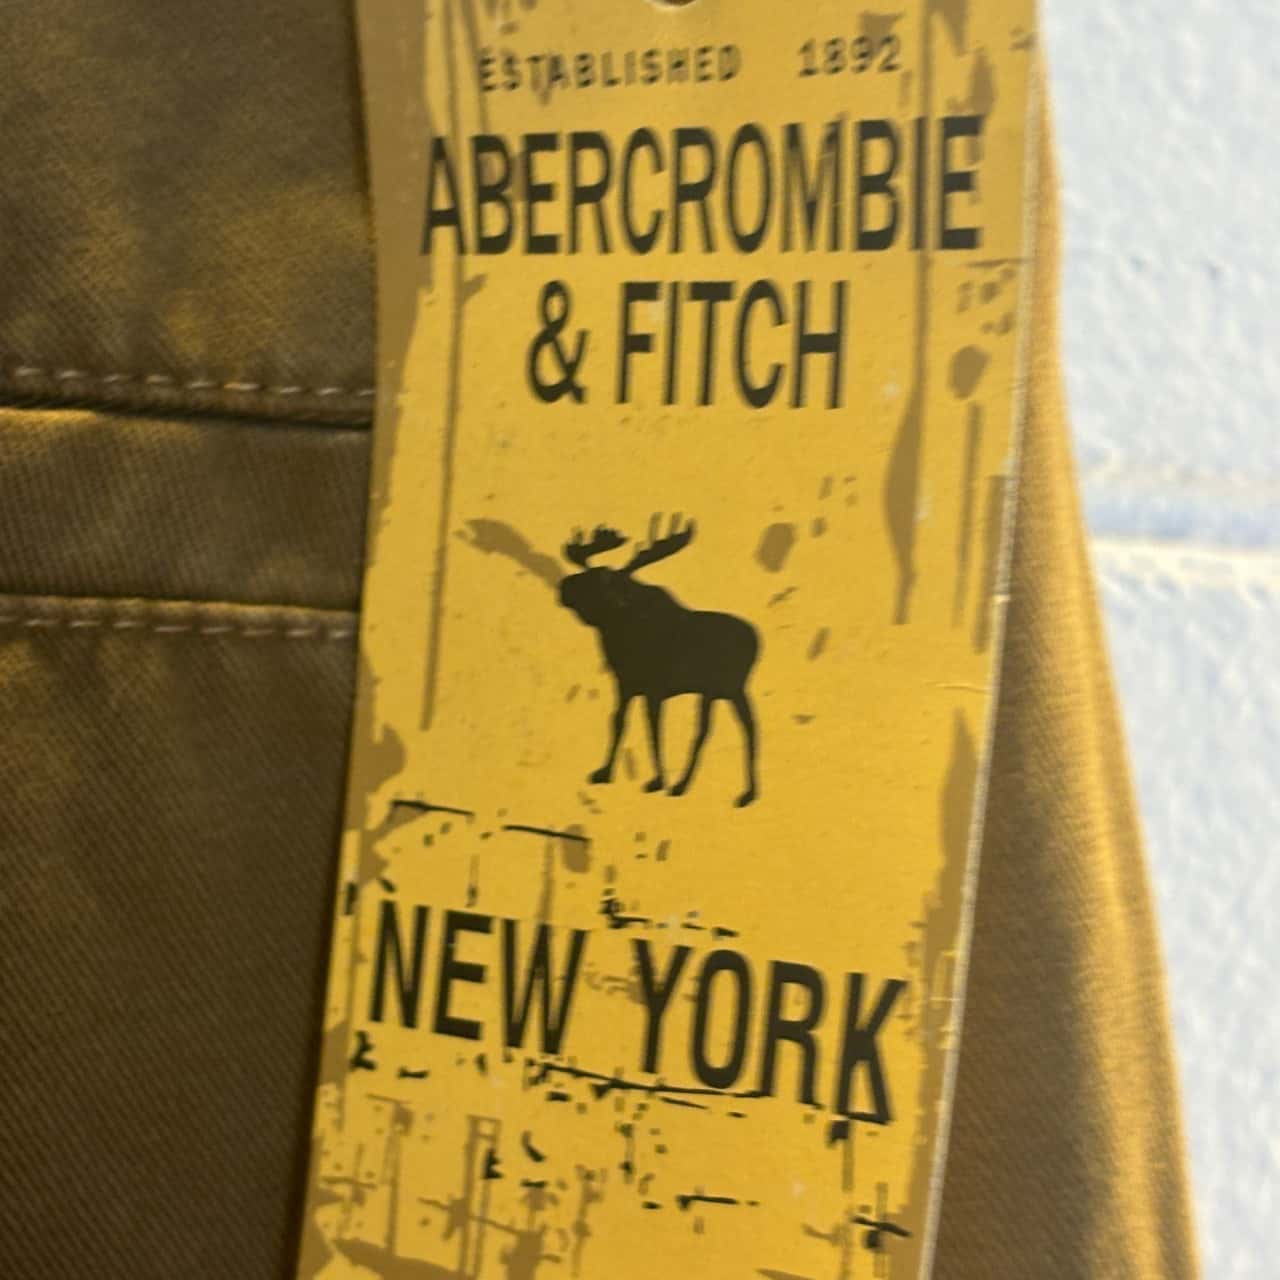 ESTABLISHED 1892
ABERCROMBIE
& FITCH
NEW YORK